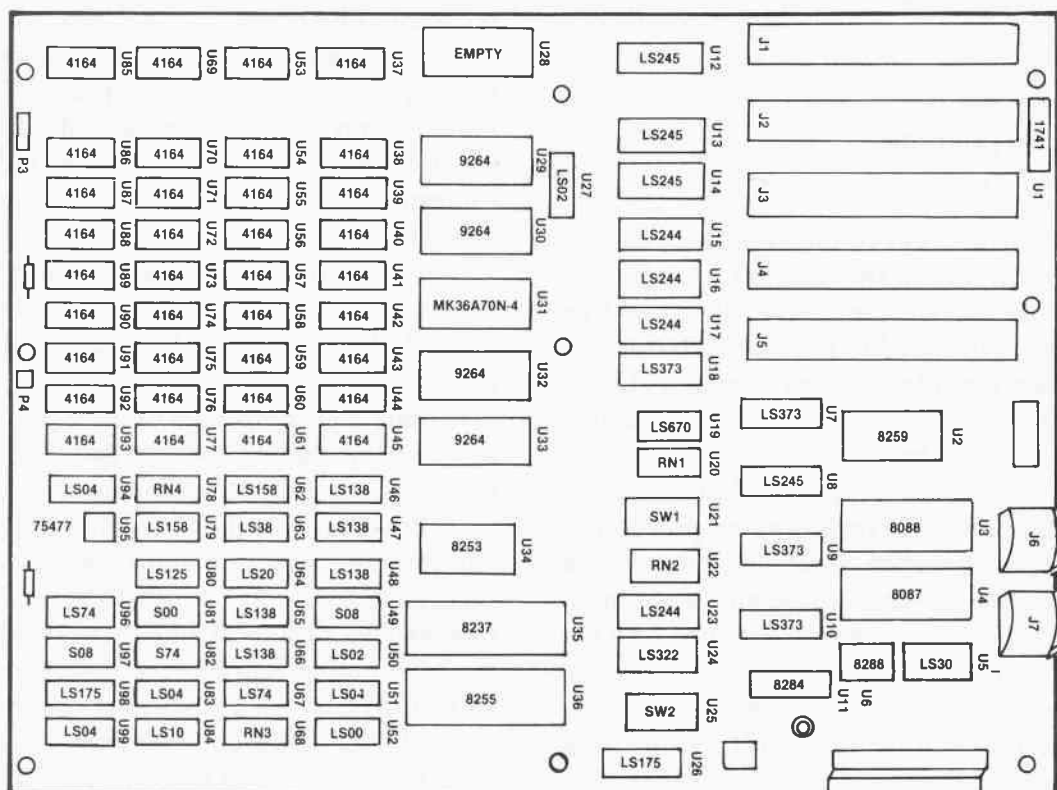 4164 U85 4164 U69 4164 U53 4164 U37 EMPTY U28 LS245 U12 J1
P3
4164 U86 4164 U70 4164 U54 4164 U38 9264 U29 LS02 U27 LS245 U13 J2 1741 U1
4164 U87 4164 U71 4164 U55 4164 U39 LS245 U14 J3
4164 U88 4164 U72 4164 U56 4164 U40 9264 U30 LS244 U15
4164 U89 4164 U73 4164 U57 4164 U41 LS244 U16 J4
4164 U90 4164 U74 4164 U58 4164 U42 MK36A70N-4 U31 LS244 U17
4164 U91 4164 U75 4164 U59 4164 U43 9264 U32 LS373 U18 J5
P4
4164 U92 4164 U76 4164 U60 4164 U44
4164 U93 4164 U77 4164 U61 4164 U45 9264 U33 LS670 U19 LS373 U7 8259 U2
RN1 U20
LS04 U94 RN4 U78 LS158 U62 LS138 U46 LS245 U8
75477 U95 LS158 U79 LS38 U63 LS138 U47 8253 U34 SW1 U21 8088 U3 J6
LS125 U80 LS20 U64 LS138 U48 RN2 U22 LS373 U9
LS74 U96 S00 U81 LS138 U65 S08 U49 8237 U35 LS244 U23 LS373 U10 8087 U4 J7
S08 U97 S74 U82 LS138 U66 LS02 U50 LS322 U24 8288 U6 LS30 U5
LS175 U98 LS04 U83 LS74 U67 LS04 U51 8255 U36 8284 U11
LS04 U99 LS10 U84 RN3 U68 LS00 U52 SW2 U25
LS175 U26